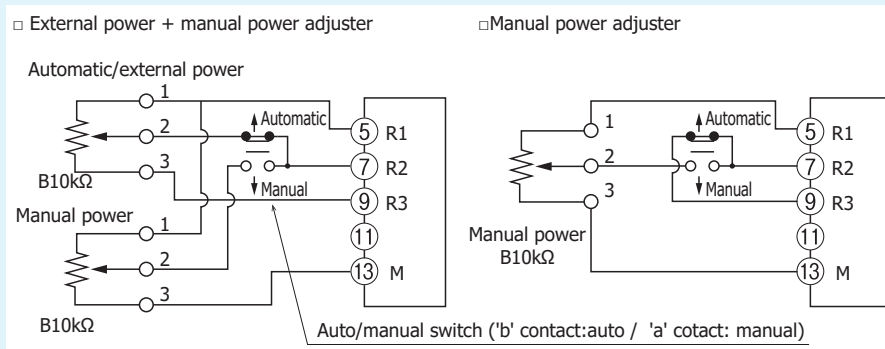 □ External power + manual power adjuster
Automatic/external power
1
2
3
B10kΩ
Automatic
Manual
Manual power
1
2
3
B10kΩ
5 R1
7 R2
9 R3
11
13 M
□Manual power adjuster
1
2
3
Manual power
B10kΩ
Automatic
Manual
5 R1
7 R2
9 R3
11
13 M
Auto/manual switch ('b' contact:auto / 'a' cotact: manual)